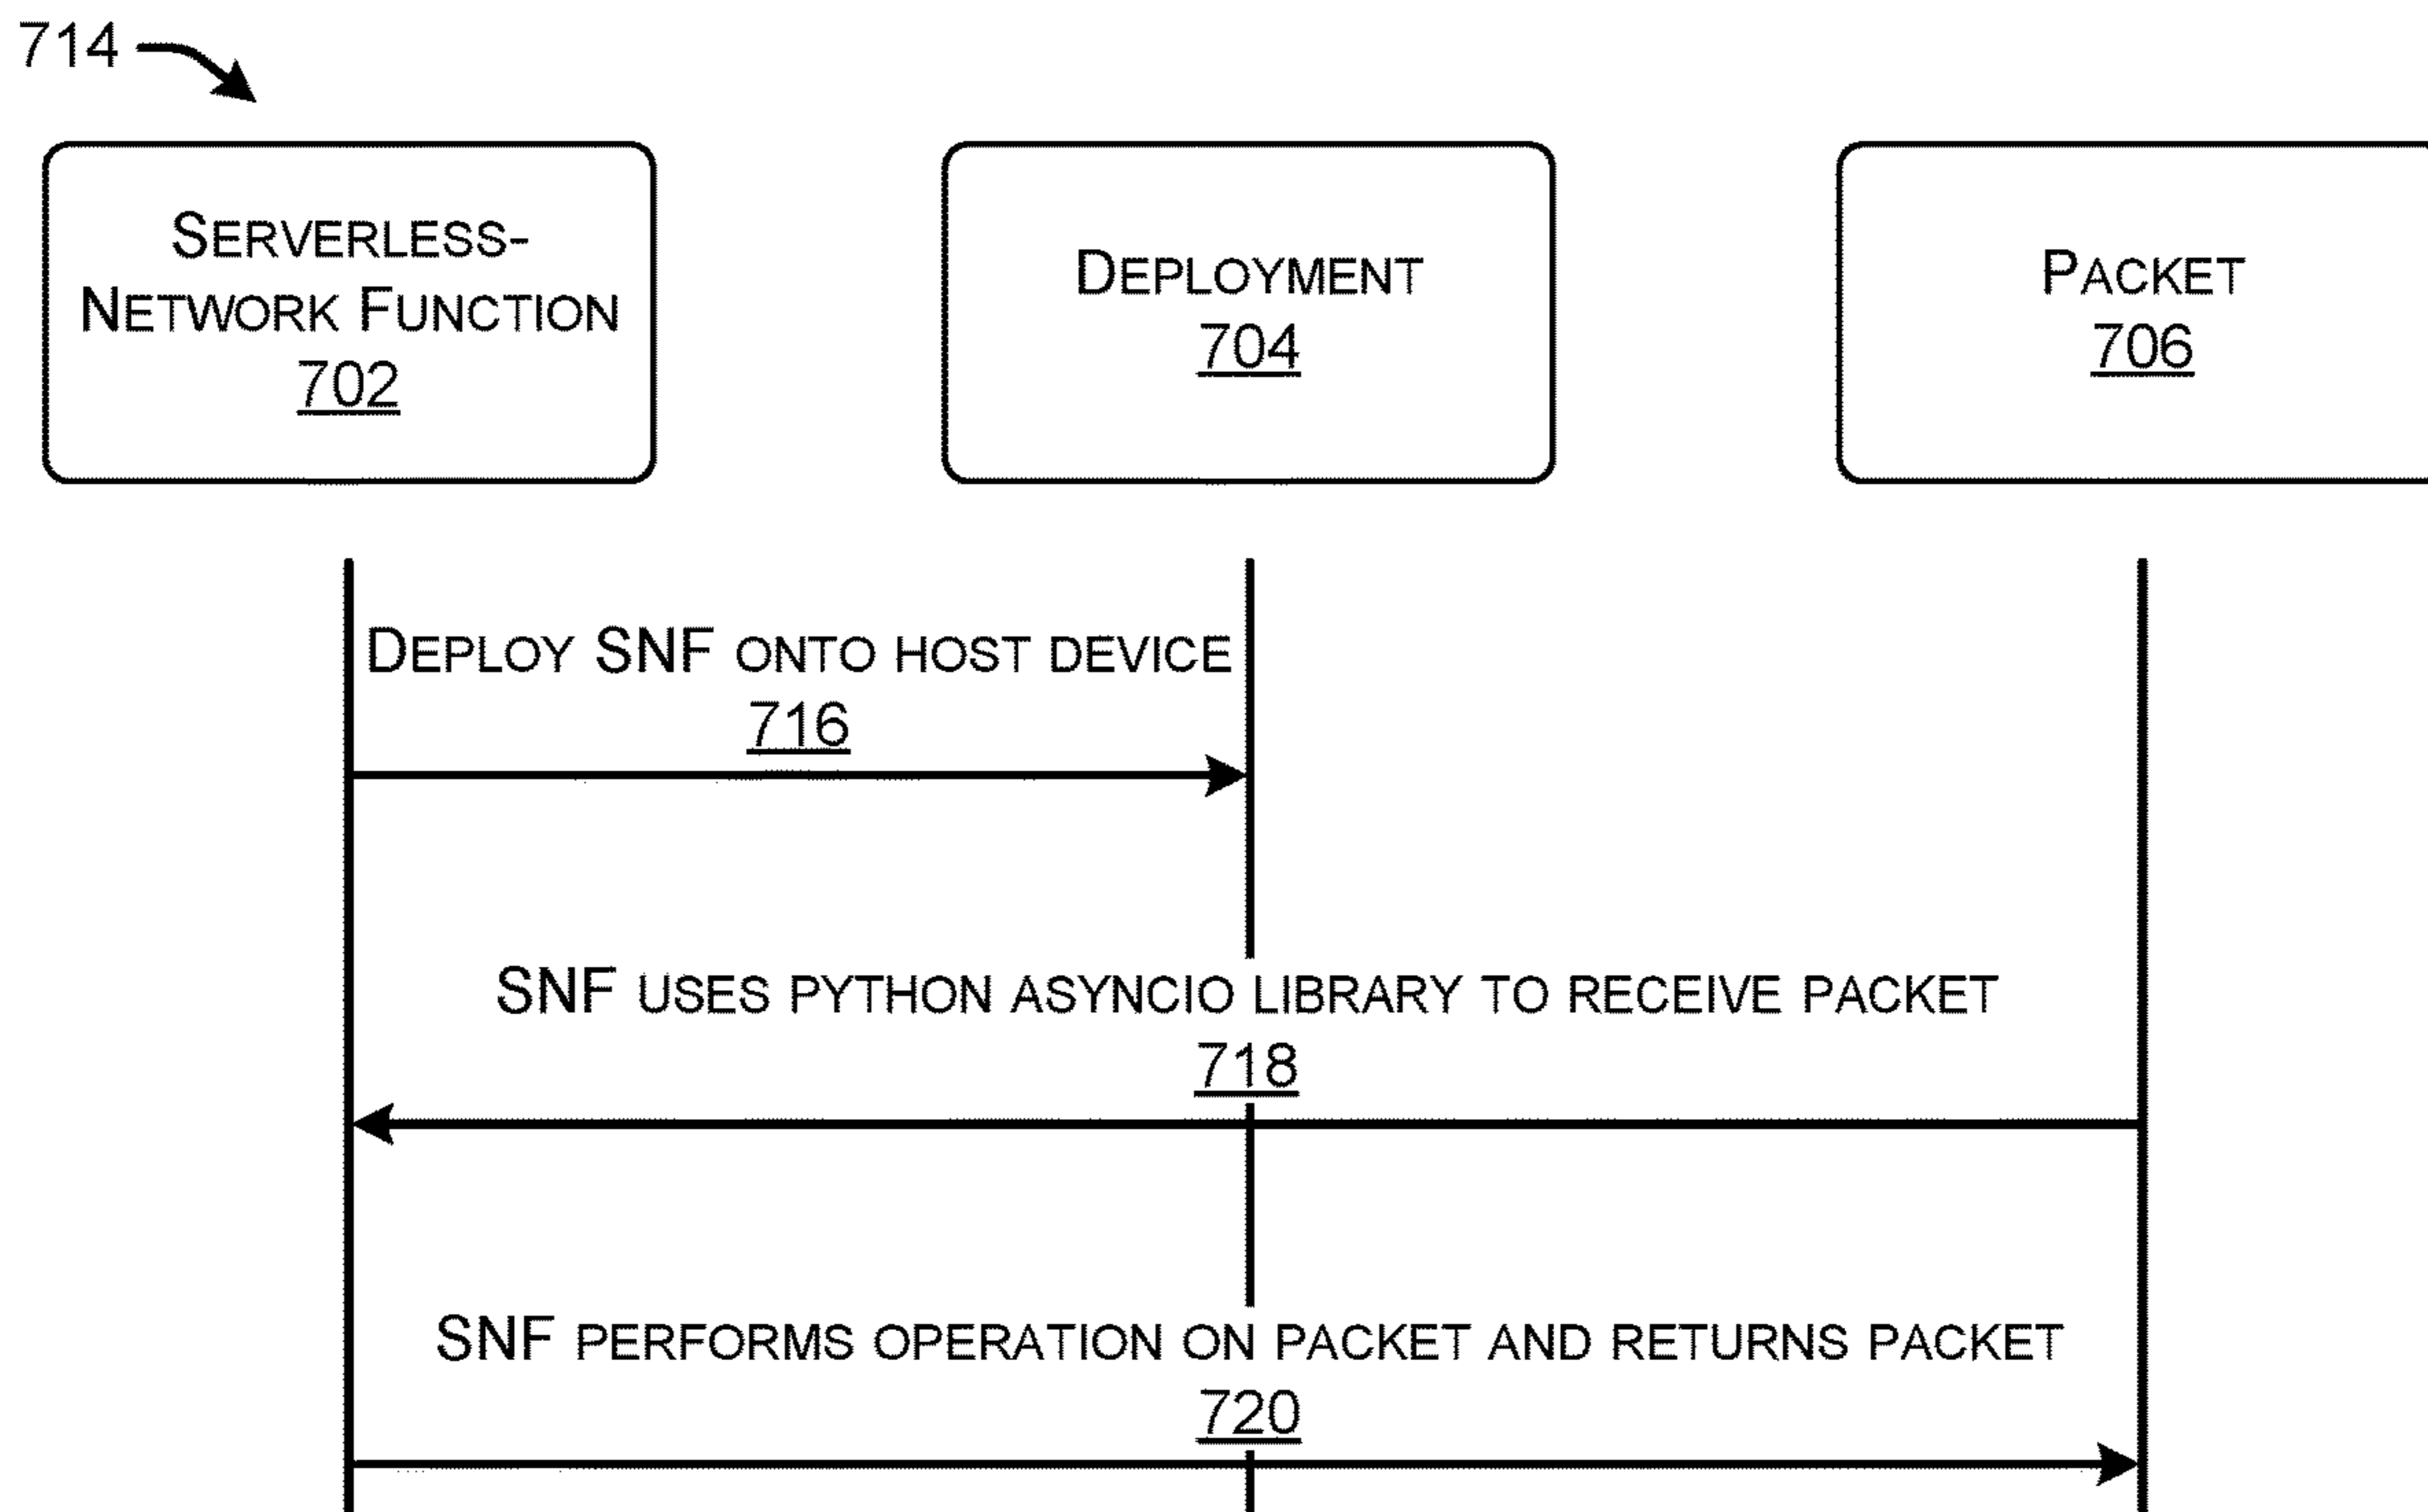 714
SERVERLESS-
NETWORK FUNCTION
702
DEPLOYMENT
704
PACKET
706
DEPLOY SNF ONTO HOST DEVICE
716
SNF USES PYTHON ASYNCIO LIBRARY TO RECEIVE PACKET
718
SNF PERFORMS OPERATION ON PACKET AND RETURNS PACKET
720